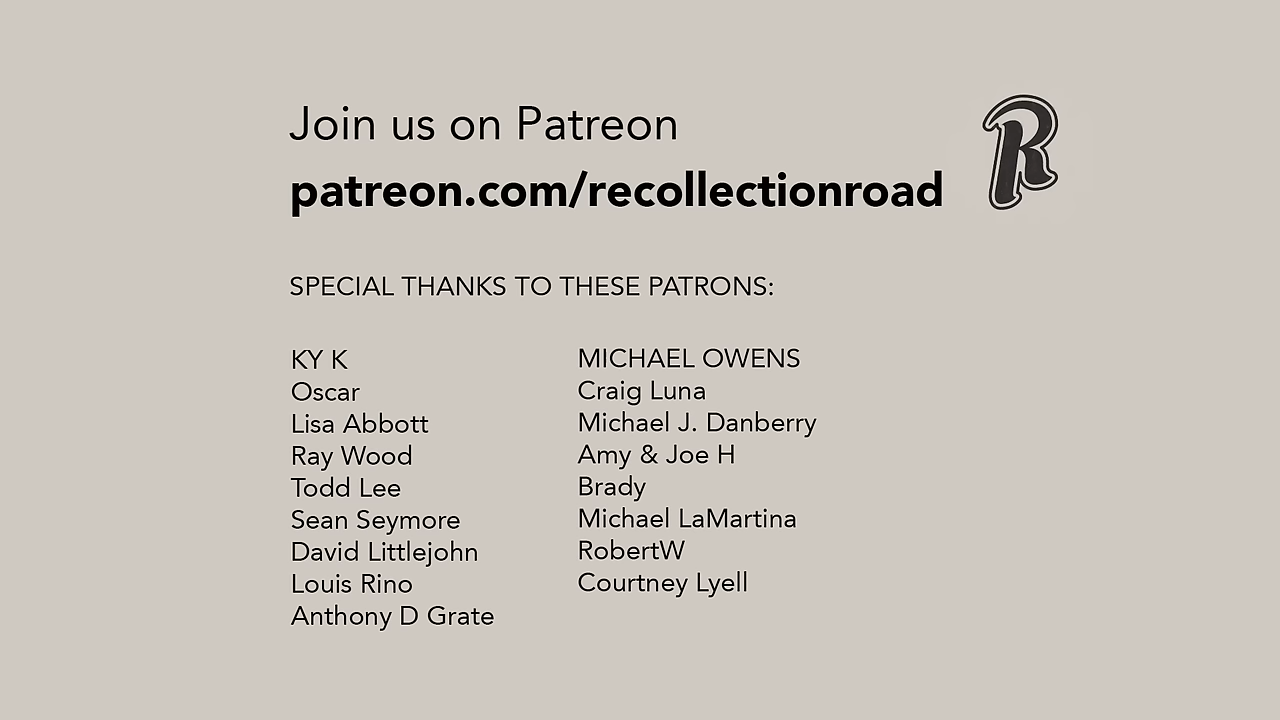 Join us on Patreon
R
patreon.com/recollectionroad
SPECIAL THANKS TO THESE PATRONS:
KY K
Oscar
Lisa Abbott
Ray Wood
Todd Lee
Sean Seymore
David Littlejohn
Louis Rino
Anthony D Grate
MICHAEL OWENS
Craig Luna
Michael J. Danberry
Amy & Joe H
Brady
Michael LaMartina
RobertW
Courtney Lyell